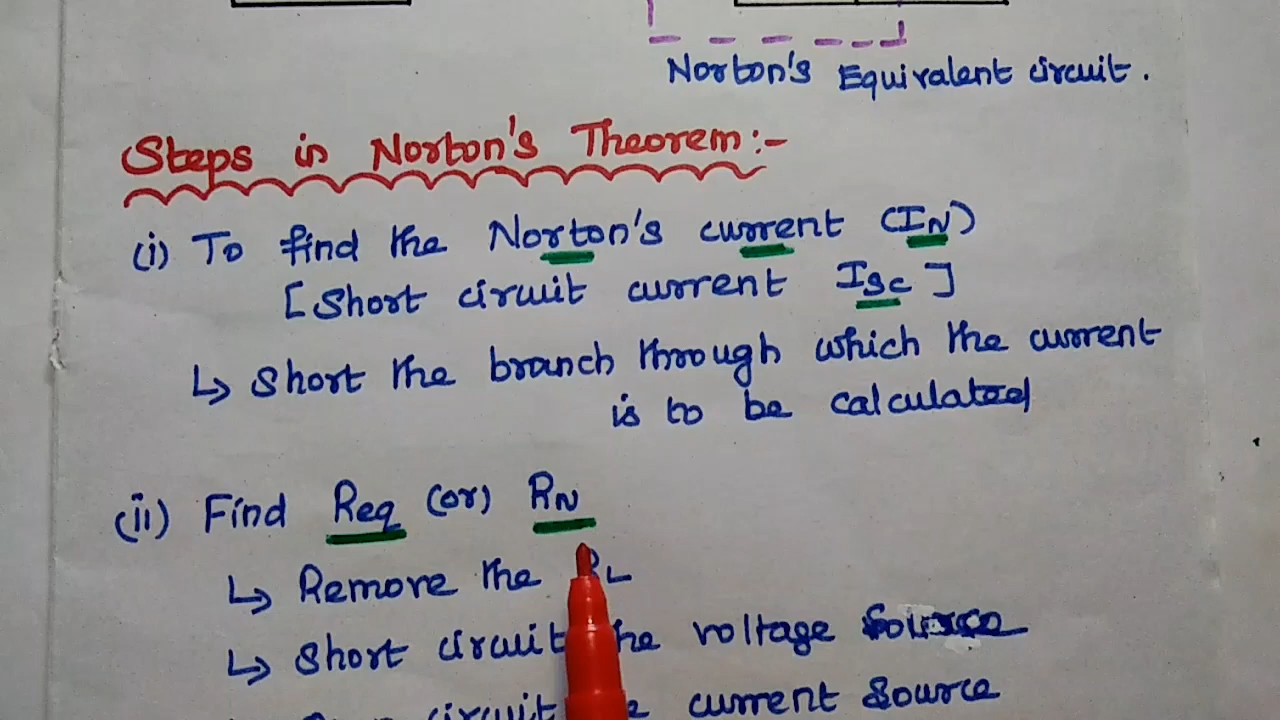 Norton's Equivalent circuit.
Steps in Norton's Theorem:-
(i) To find the Norton's current (IN)
[Short circuit current Isc]
↳ Short the branch through which the current
is to be calculated
(ii) Find Req (or) RN
↳ Remove the RL
↳ Short circuit the voltage source
circuit current source